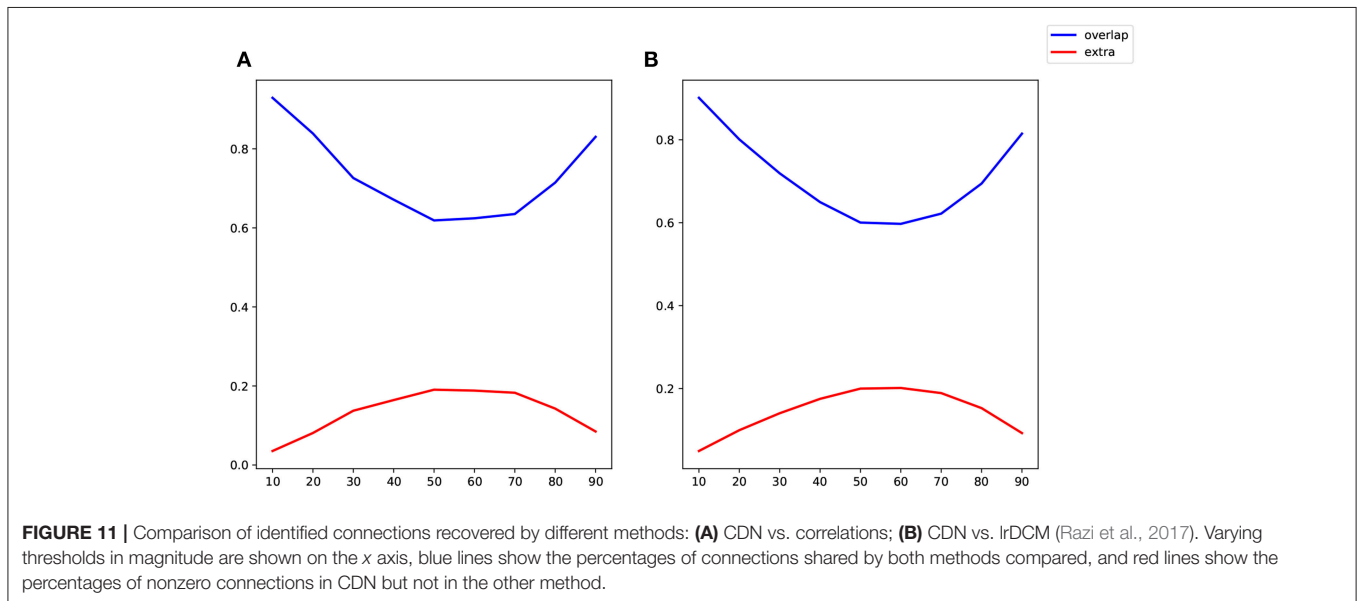 overlap
extra
A
B
0.8
0.6
0.4
0.2
0.0
10 20 30 40 50 60 70 80 90
0.8
0.6
0.4
0.2
10 20 30 40 50 60 70 80 90
FIGURE 11 | Comparison of identified connections recovered by different methods: (A) CDN vs. correlations; (B) CDN vs. lrDCM (Razi et al., 2017). Varying
thresholds in magnitude are shown on the x axis, blue lines show the percentages of connections shared by both methods compared, and red lines show the
percentages of nonzero connections in CDN but not in the other method.